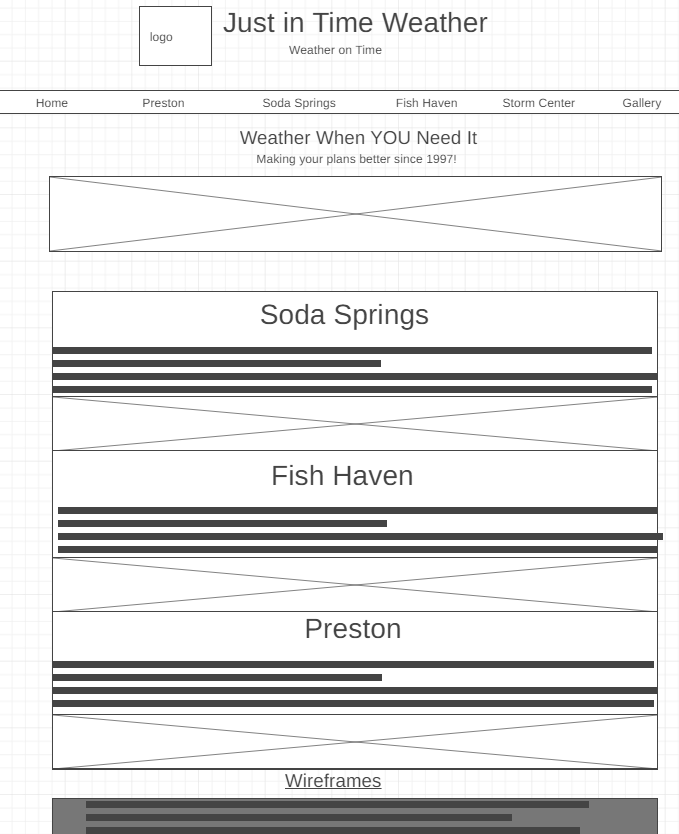 logo
Just in Time Weather
Weather on Time
Home Preston Soda Springs Fish Haven Storm Center Gallery
Weather When YOU Need It
Making your plans better since 1997!
Soda Springs
Fish Haven
Preston
Wireframes